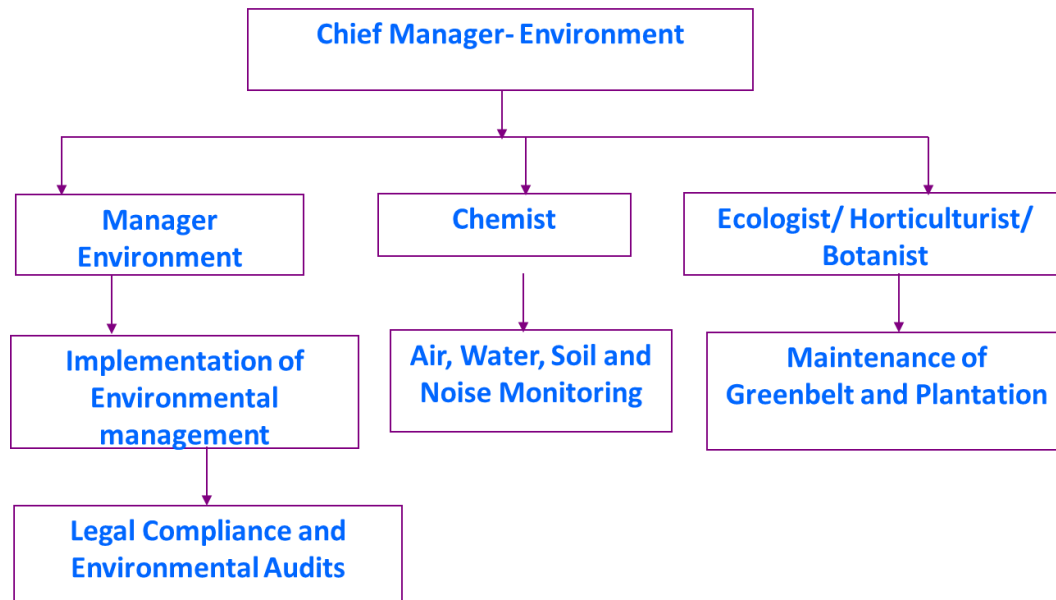 Chief Manager- Environment
Manager
Environment
Chemist
Ecologist/ Horticulturist/
Botanist
Implementation of
Environmental
management
Air, Water, Soil and
Noise Monitoring
Maintenance of
Greenbelt and Plantation
Legal Compliance and
Environmental Audits